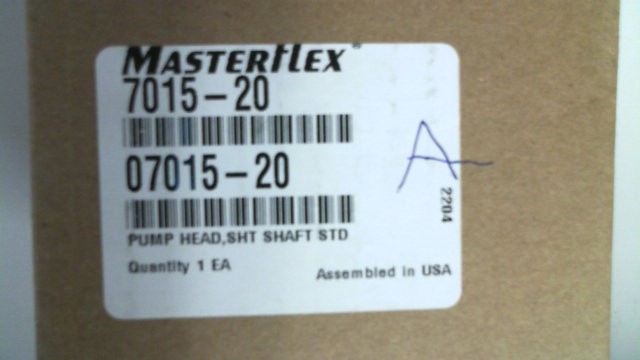 MASTERFLEX®
7015-20
07015-20
A
2204
PUMP HEAD,SHT SHAFT STD
Quantity 1 EA
Assembled in USA